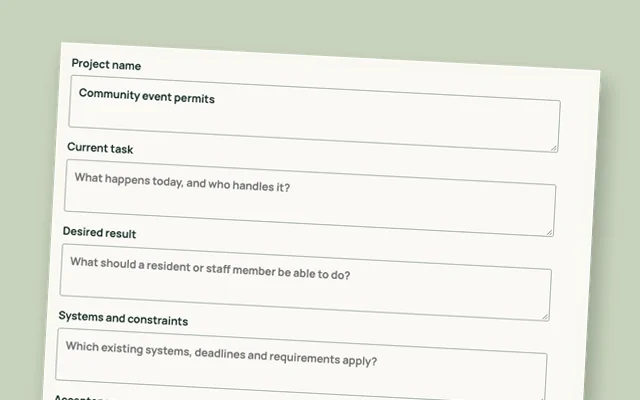 Project name
Community event permits
Current task
What happens today, and who handles it?
Desired result
What should a resident or staff member be able to do?
Systems and constraints
Which existing systems, deadlines and requirements apply?